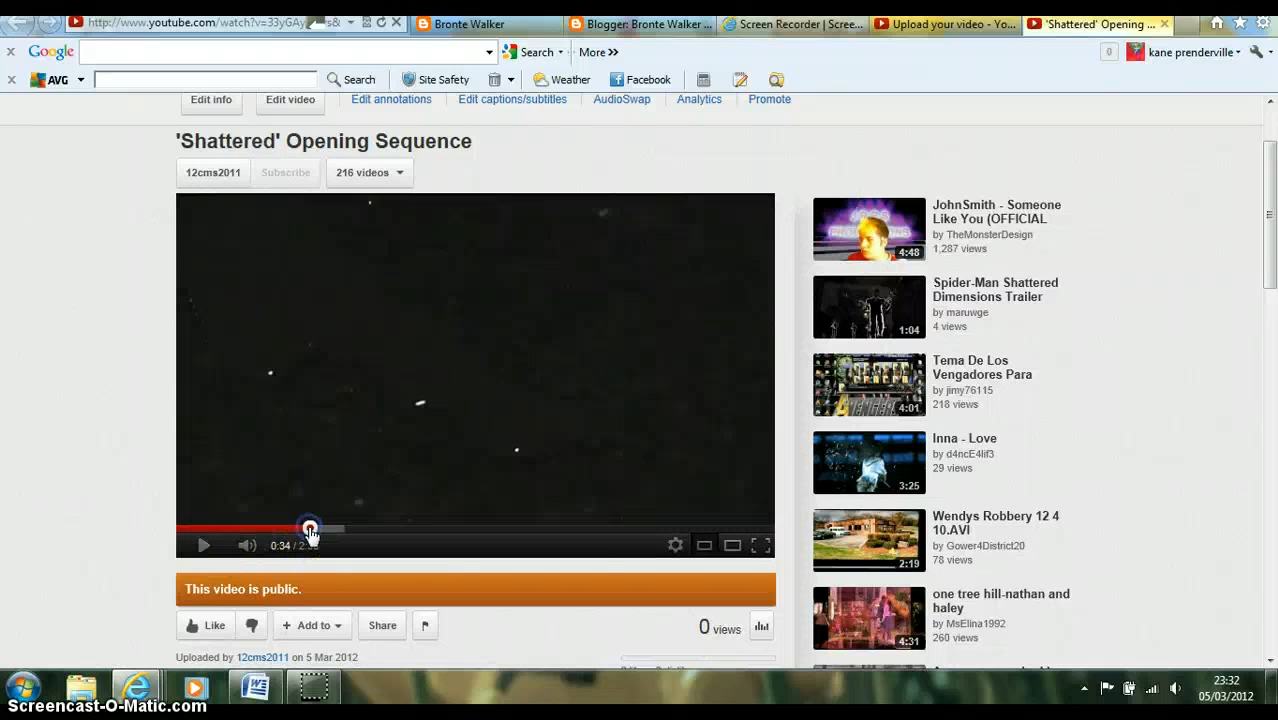 http://www.youtube.com/watch?v=33yGAy
Bronte Walker
Blogger: Bronte Walker ...
Screen Recorder | Scree...
Upload your video - Yo...
'Shattered' Opening ...
Google
Search
More »
0
kane prenderville
AVG
Search
Site Safety
Weather
Facebook
Edit info
Edit video
Edit annotations
Edit captions/subtitles
AudioSwap
Analytics
Promote
'Shattered' Opening Sequence
12cms2011
Subscribe
216 videos
0:34 /
This video is public.
Like
Add to
Share
0 views
Uploaded by 12cms2011 on 5 Mar 2012
JohnSmith - Someone
Like You (OFFICIAL
by TheMonsterDesign
1,287 views
4:48
Spider-Man Shattered
Dimensions Trailer
by maruwge
4 views
1:04
Tema De Los
Vengadores Para
by jimy76115
218 views
4:01
Inna - Love
by d4ncE4lif3
29 views
3:25
Wendys Robbery 12 4
10.AVI
by Gower4District20
78 views
2:19
one tree hill-nathan and
haley
by MsElina1992
260 views
4:31
23:32
05/03/2012
Screencast-O-Matic.com